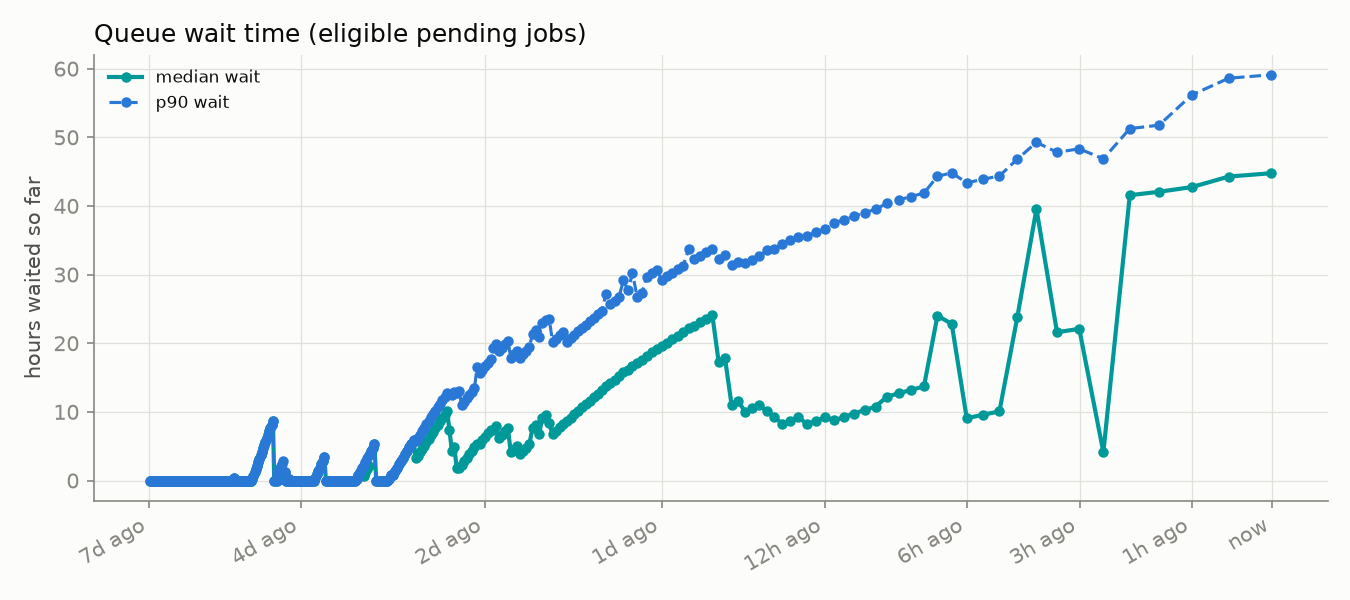 Queue wait time (eligible pending jobs)
median wait
p90 wait
hours waited so far
60
50
40
30
20
10
0
7d ago
4d ago
2d ago
1d ago
12h ago
6h ago
3h ago
1h ago
now